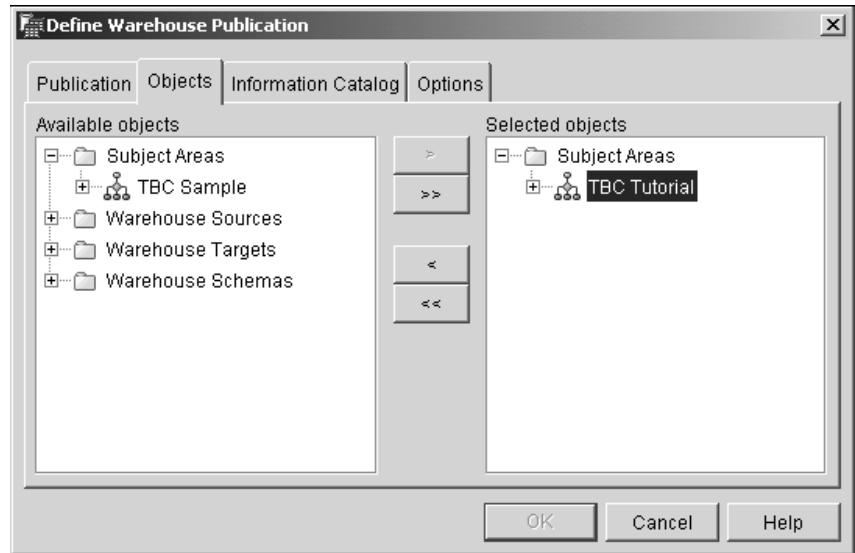 Define Warehouse Publication
Publication Objects Information Catalog Options
Available objects
Subject Areas
TBC Sample
Warehouse Sources
Warehouse Targets
Warehouse Schemas
>
>>
<
<<
Selected objects
Subject Areas
TBC Tutorial
OK Cancel Help